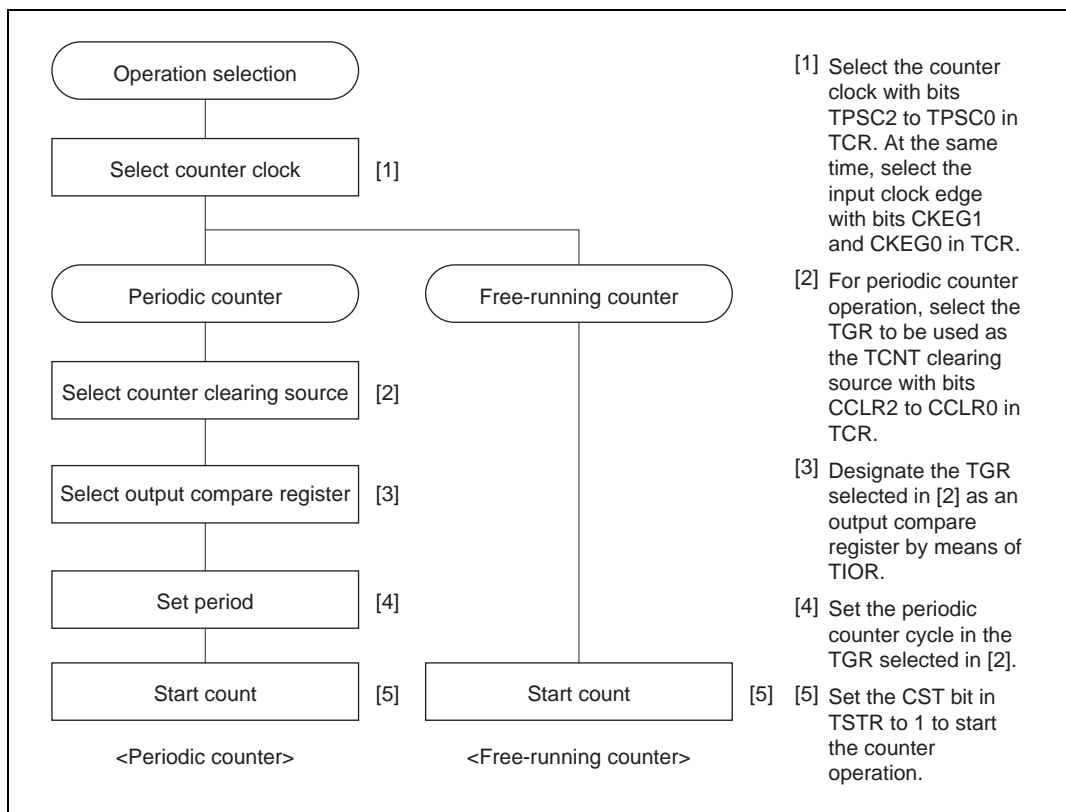 Operation selection
Select counter clock
[1]
Periodic counter
Free-running counter
Select counter clearing source
[2]
Select output compare register
[3]
Set period
[4]
Start count
[5]
Start count
[5]
<Periodic counter>
<Free-running counter>
[1] Select the counter
clock with bits
TPSC2 to TPSC0 in
TCR. At the same
time, select the
input clock edge
with bits CKEG1
and CKEG0 in TCR.
[2] For periodic counter
operation, select the
TGR to be used as
the TCNT clearing
source with bits
CCLR2 to CCLR0 in
TCR.
[3] Designate the TGR
selected in [2] as an
output compare
register by means of
TIOR.
[4] Set the periodic
counter cycle in the
TGR selected in [2].
[5] Set the CST bit in
TSTR to 1 to start
the counter
operation.